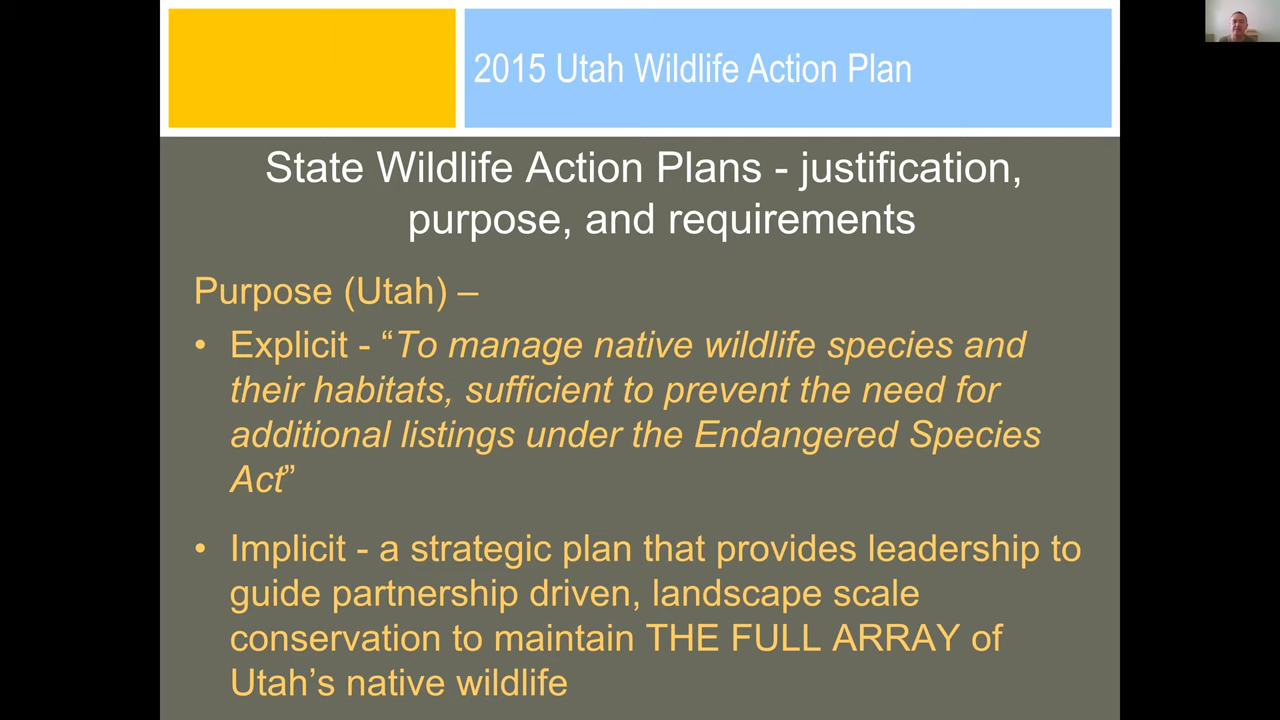 2015 Utah Wildlife Action Plan
State Wildlife Action Plans - justification,
purpose, and requirements
Purpose (Utah) –
• Explicit - “To manage native wildlife species and
their habitats, sufficient to prevent the need for
additional listings under the Endangered Species
Act”
• Implicit - a strategic plan that provides leadership to
guide partnership driven, landscape scale
conservation to maintain THE FULL ARRAY of
Utah’s native wildlife